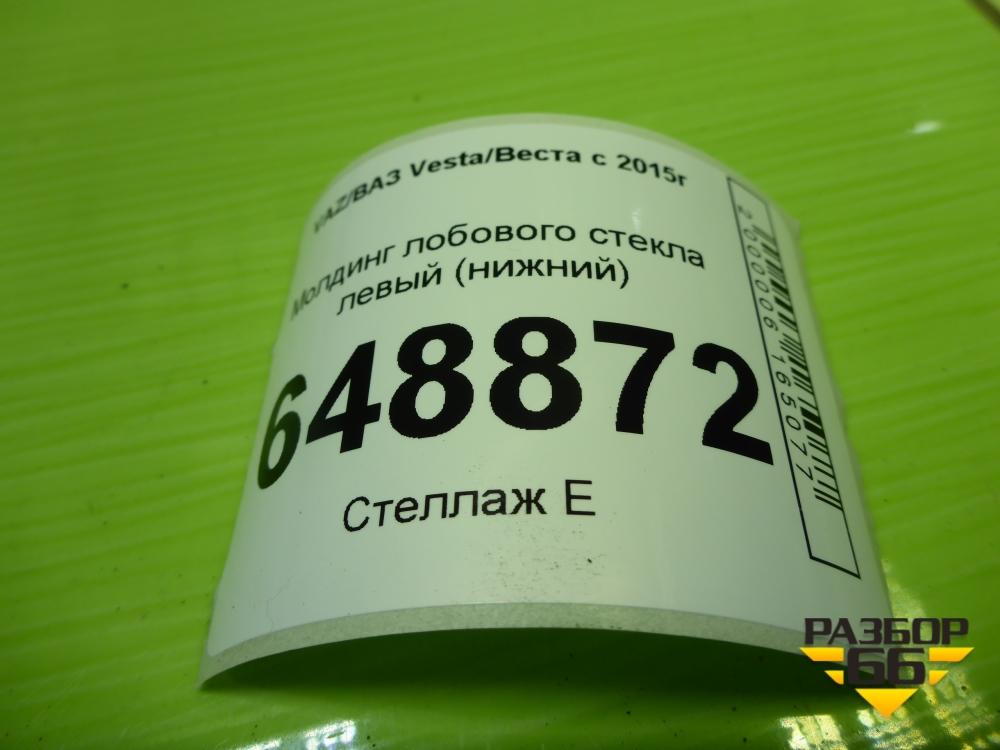 VAZ/ВАЗ Vesta/Веста с 2015г
Молдинг лобового стекла
левый (нижний)
648872
Стеллаж Е
2000006165077
РАЗБОР
66